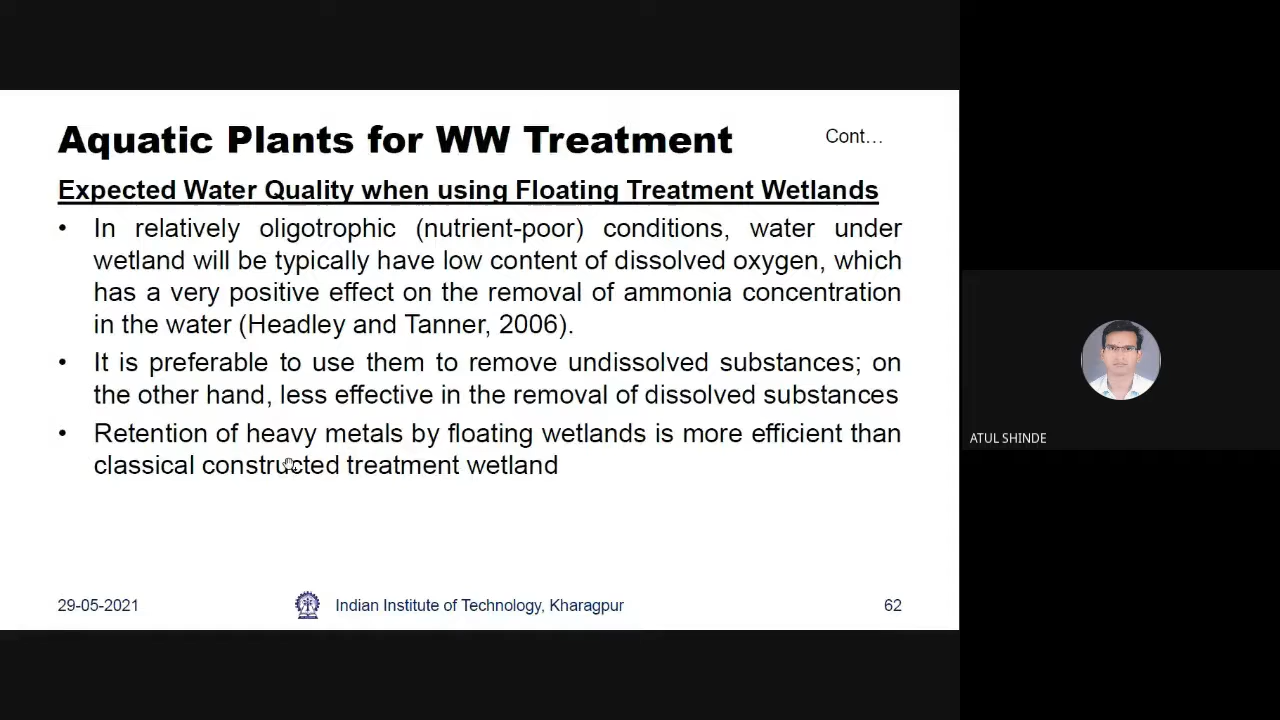 Aquatic Plants for WW Treatment
Cont...
Expected Water Quality when using Floating Treatment Wetlands
• In relatively oligotrophic (nutrient-poor) conditions, water under
wetland will be typically have low content of dissolved oxygen, which
has a very positive effect on the removal of ammonia concentration
in the water (Headley and Tanner, 2006).
• It is preferable to use them to remove undissolved substances; on
the other hand, less effective in the removal of dissolved substances
• Retention of heavy metals by floating wetlands is more efficient than
classical constructed treatment wetland
29-05-2021
Indian Institute of Technology, Kharagpur
62
ATUL SHINDE